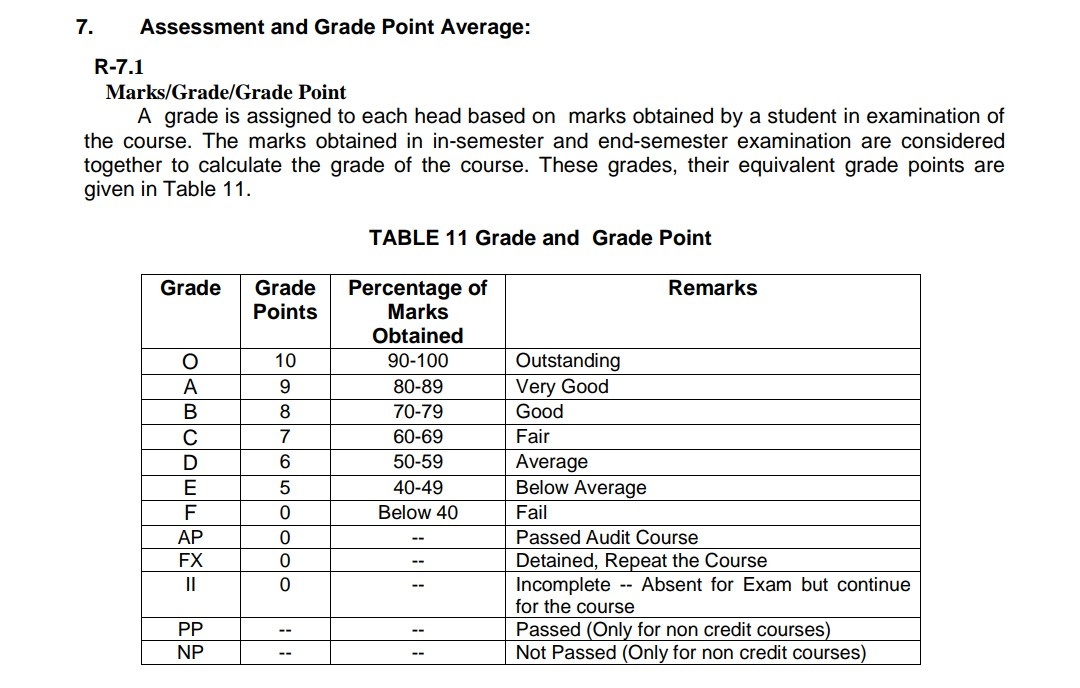 7. Assessment and Grade Point Average:
R-7.1
Marks/Grade/Grade Point
A grade is assigned to each head based on marks obtained by a student in examination of
the course. The marks obtained in in-semester and end-semester examination are considered
together to calculate the grade of the course. These grades, their equivalent grade points are
given in Table 11.
TABLE 11 Grade and Grade Point
Grade Grade Points Percentage of Marks Obtained Remarks
O 10 90-100 Outstanding
A 9 80-89 Very Good
B 8 70-79 Good
C 7 60-69 Fair
D 6 50-59 Average
E 5 40-49 Below Average
F 0 Below 40 Fail
AP 0 -- Passed Audit Course
FX 0 -- Detained, Repeat the Course
II 0 -- Incomplete -- Absent for Exam but continue
for the course
PP -- -- Passed (Only for non credit courses)
NP -- -- Not Passed (Only for non credit courses)